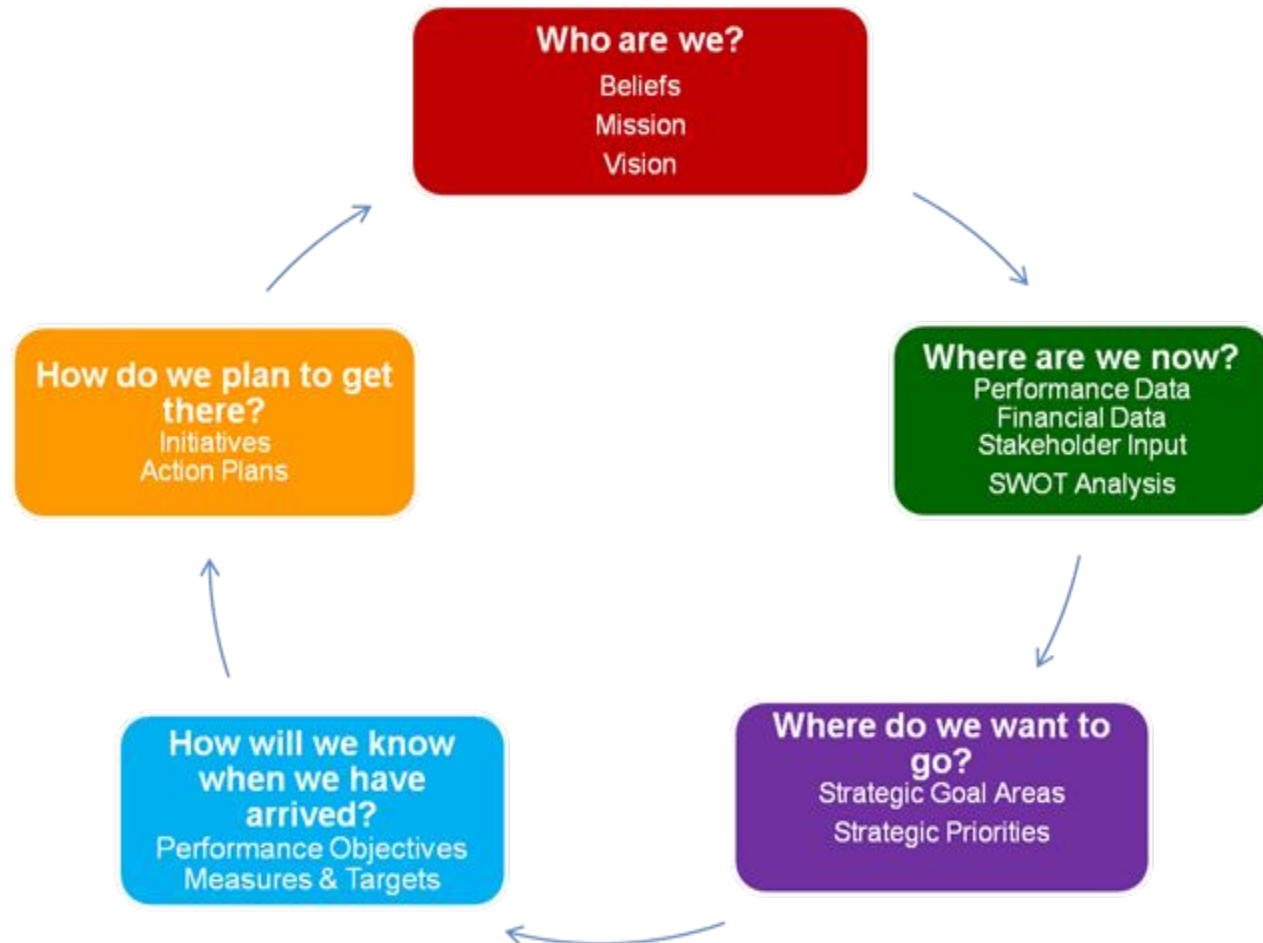 Who are we?
Beliefs
Mission
Vision
Where are we now?
Performance Data
Financial Data
Stakeholder Input
SWOT Analysis
Where do we want to
go?
Strategic Goal Areas
Strategic Priorities
How will we know
when we have
arrived?
Performance Objectives
Measures & Targets
How do we plan to get
there?
Initiatives
Action Plans